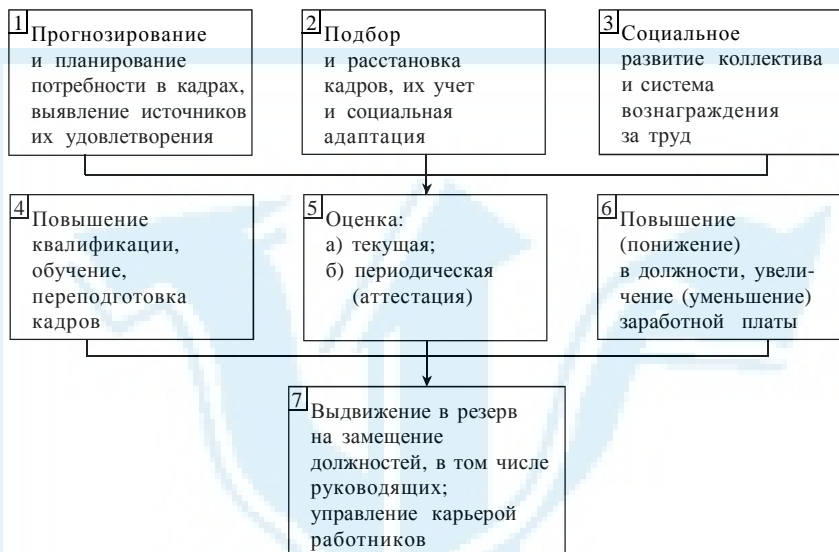 1 Прогнозирование
и планирование
потребности в кадрах,
выявление источников
их удовлетворения
2 Подбор
и расстановка
кадров, их учет
и социальная
адаптация
3 Социальное
развитие коллектива
и система
вознаграждения
за труд
4 Повышение
квалификации,
обучение,
переподготовка
кадров
5 Оценка:
а) текущая;
б) периодическая
(аттестация)
6 Повышение
(понижение)
в должности, увели-
чение (уменьшение)
заработной платы
7 Выдвижение в резерв
на замещение
должностей, в том числе
руководящих;
управление карьерой
работников